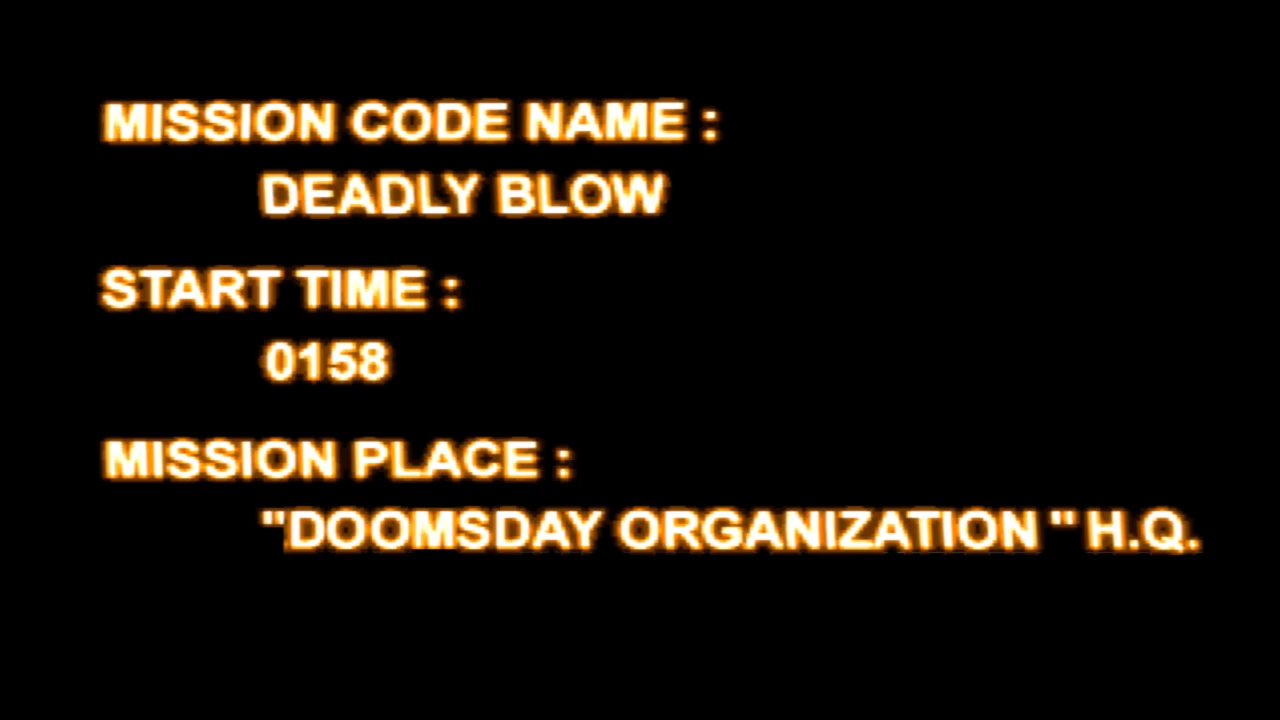 MISSION CODE NAME :
DEADLY BLOW
START TIME :
0158
MISSION PLACE :
"DOOMSDAY ORGANIZATION " H.Q.